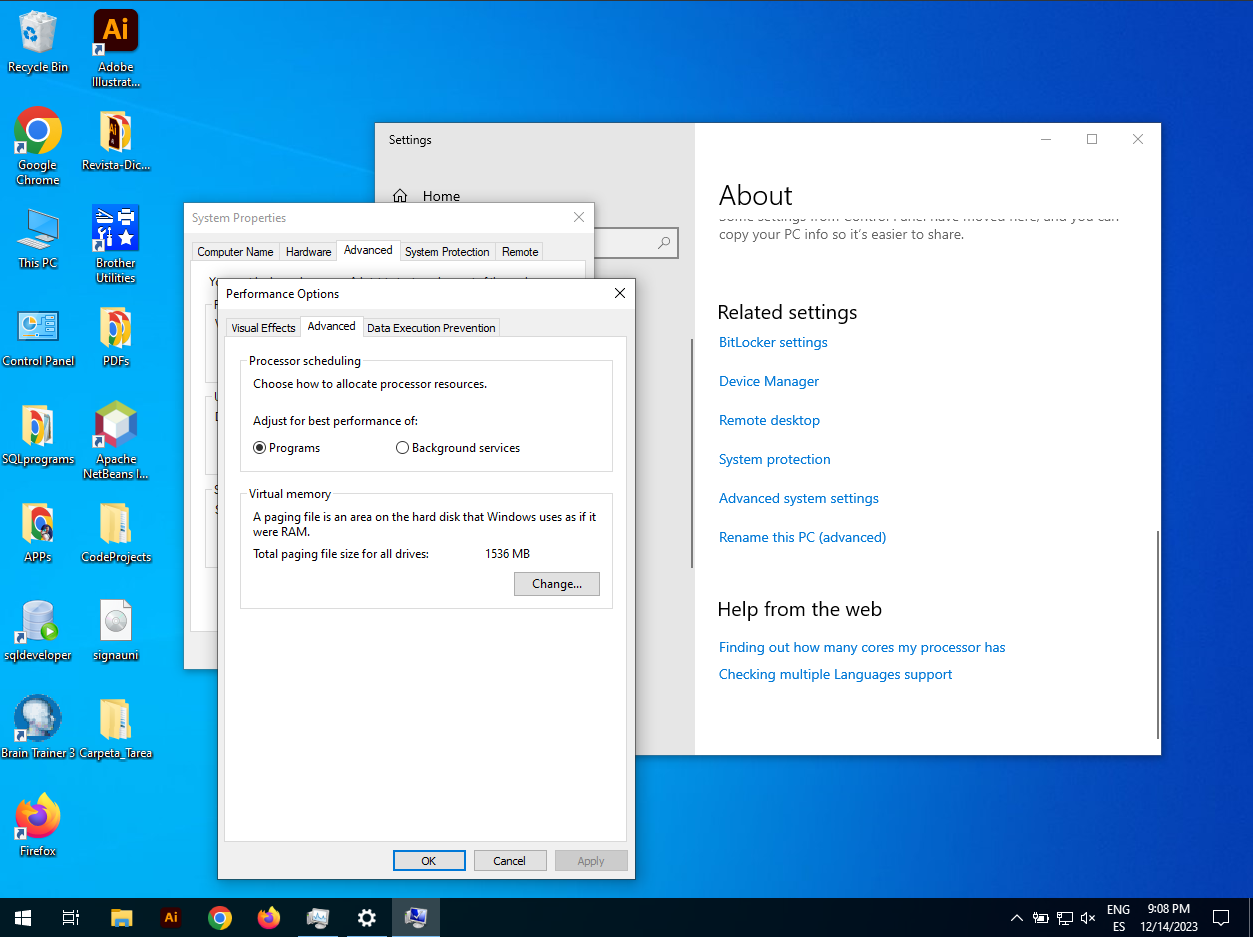 Recycle Bin
Adobe
Illustrat...
Google
Chrome
Revista-Dic...
This PC
Brother
Utilities
Control Panel
PDFs
SQLprograms
Apache
NetBeans I...
APPs
CodeProjects
sqldeveloper
signauni
Brain Trainer 3
Carpeta_Tarea
Firefox
Settings
Home
About
Some settings from Control Panel have moved here, and you can
copy your PC info so it's easier to share.
Related settings
BitLocker settings
Device Manager
Remote desktop
System protection
Advanced system settings
Rename this PC (advanced)
Help from the web
Finding out how many cores my processor has
Checking multiple Languages support
System Properties
Computer Name
Hardware
Advanced
System Protection
Remote
Performance Options
Visual Effects
Advanced
Data Execution Prevention
Processor scheduling
Choose how to allocate processor resources.
Adjust for best performance of:
Programs
Background services
Virtual memory
A paging file is an area on the hard disk that Windows uses as if it
were RAM.
Total paging file size for all drives: 1536 MB
Change...
OK
Cancel
Apply
ENG
ES
9:08 PM
12/14/2023